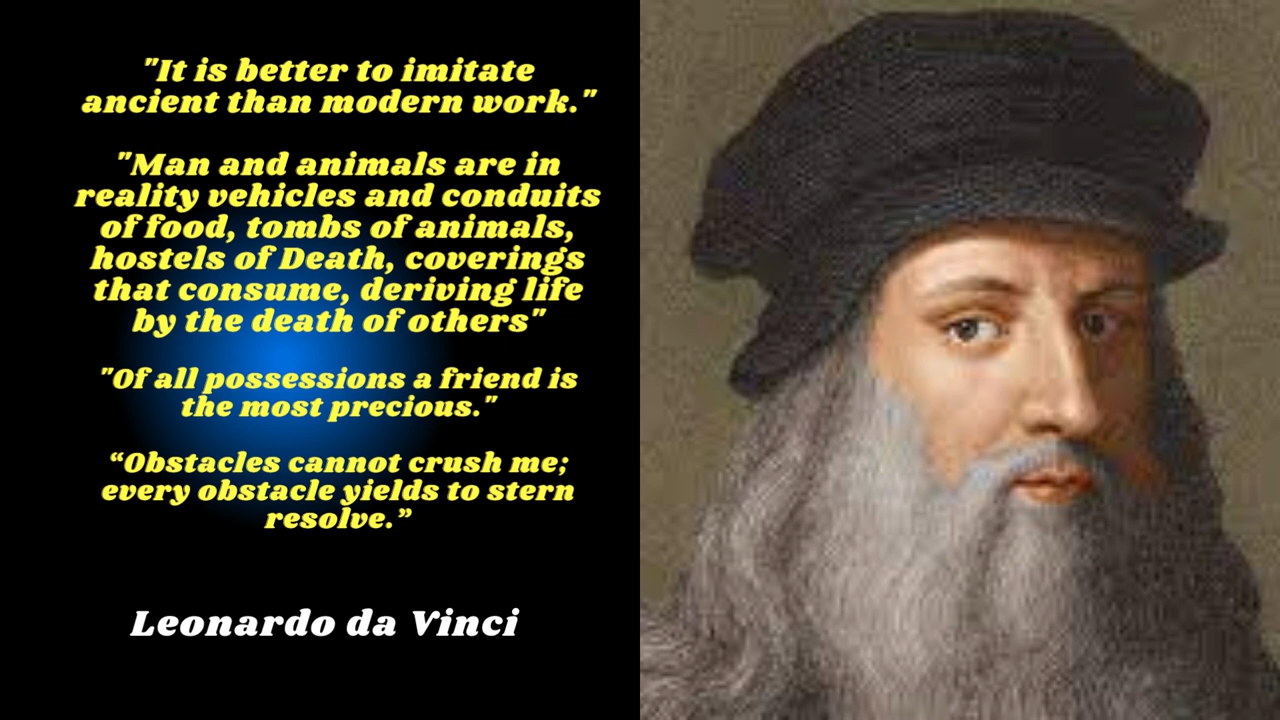 "It is better to imitate
ancient than modern work."
"Man and animals are in
reality vehicles and conduits
of food, tombs of animals,
hostels of Death, coverings
that consume, deriving life
by the death of others"
"Of all possessions a friend is
the most precious."
“Obstacles cannot crush me;
every obstacle yields to stern
resolve.”
Leonardo da Vinci